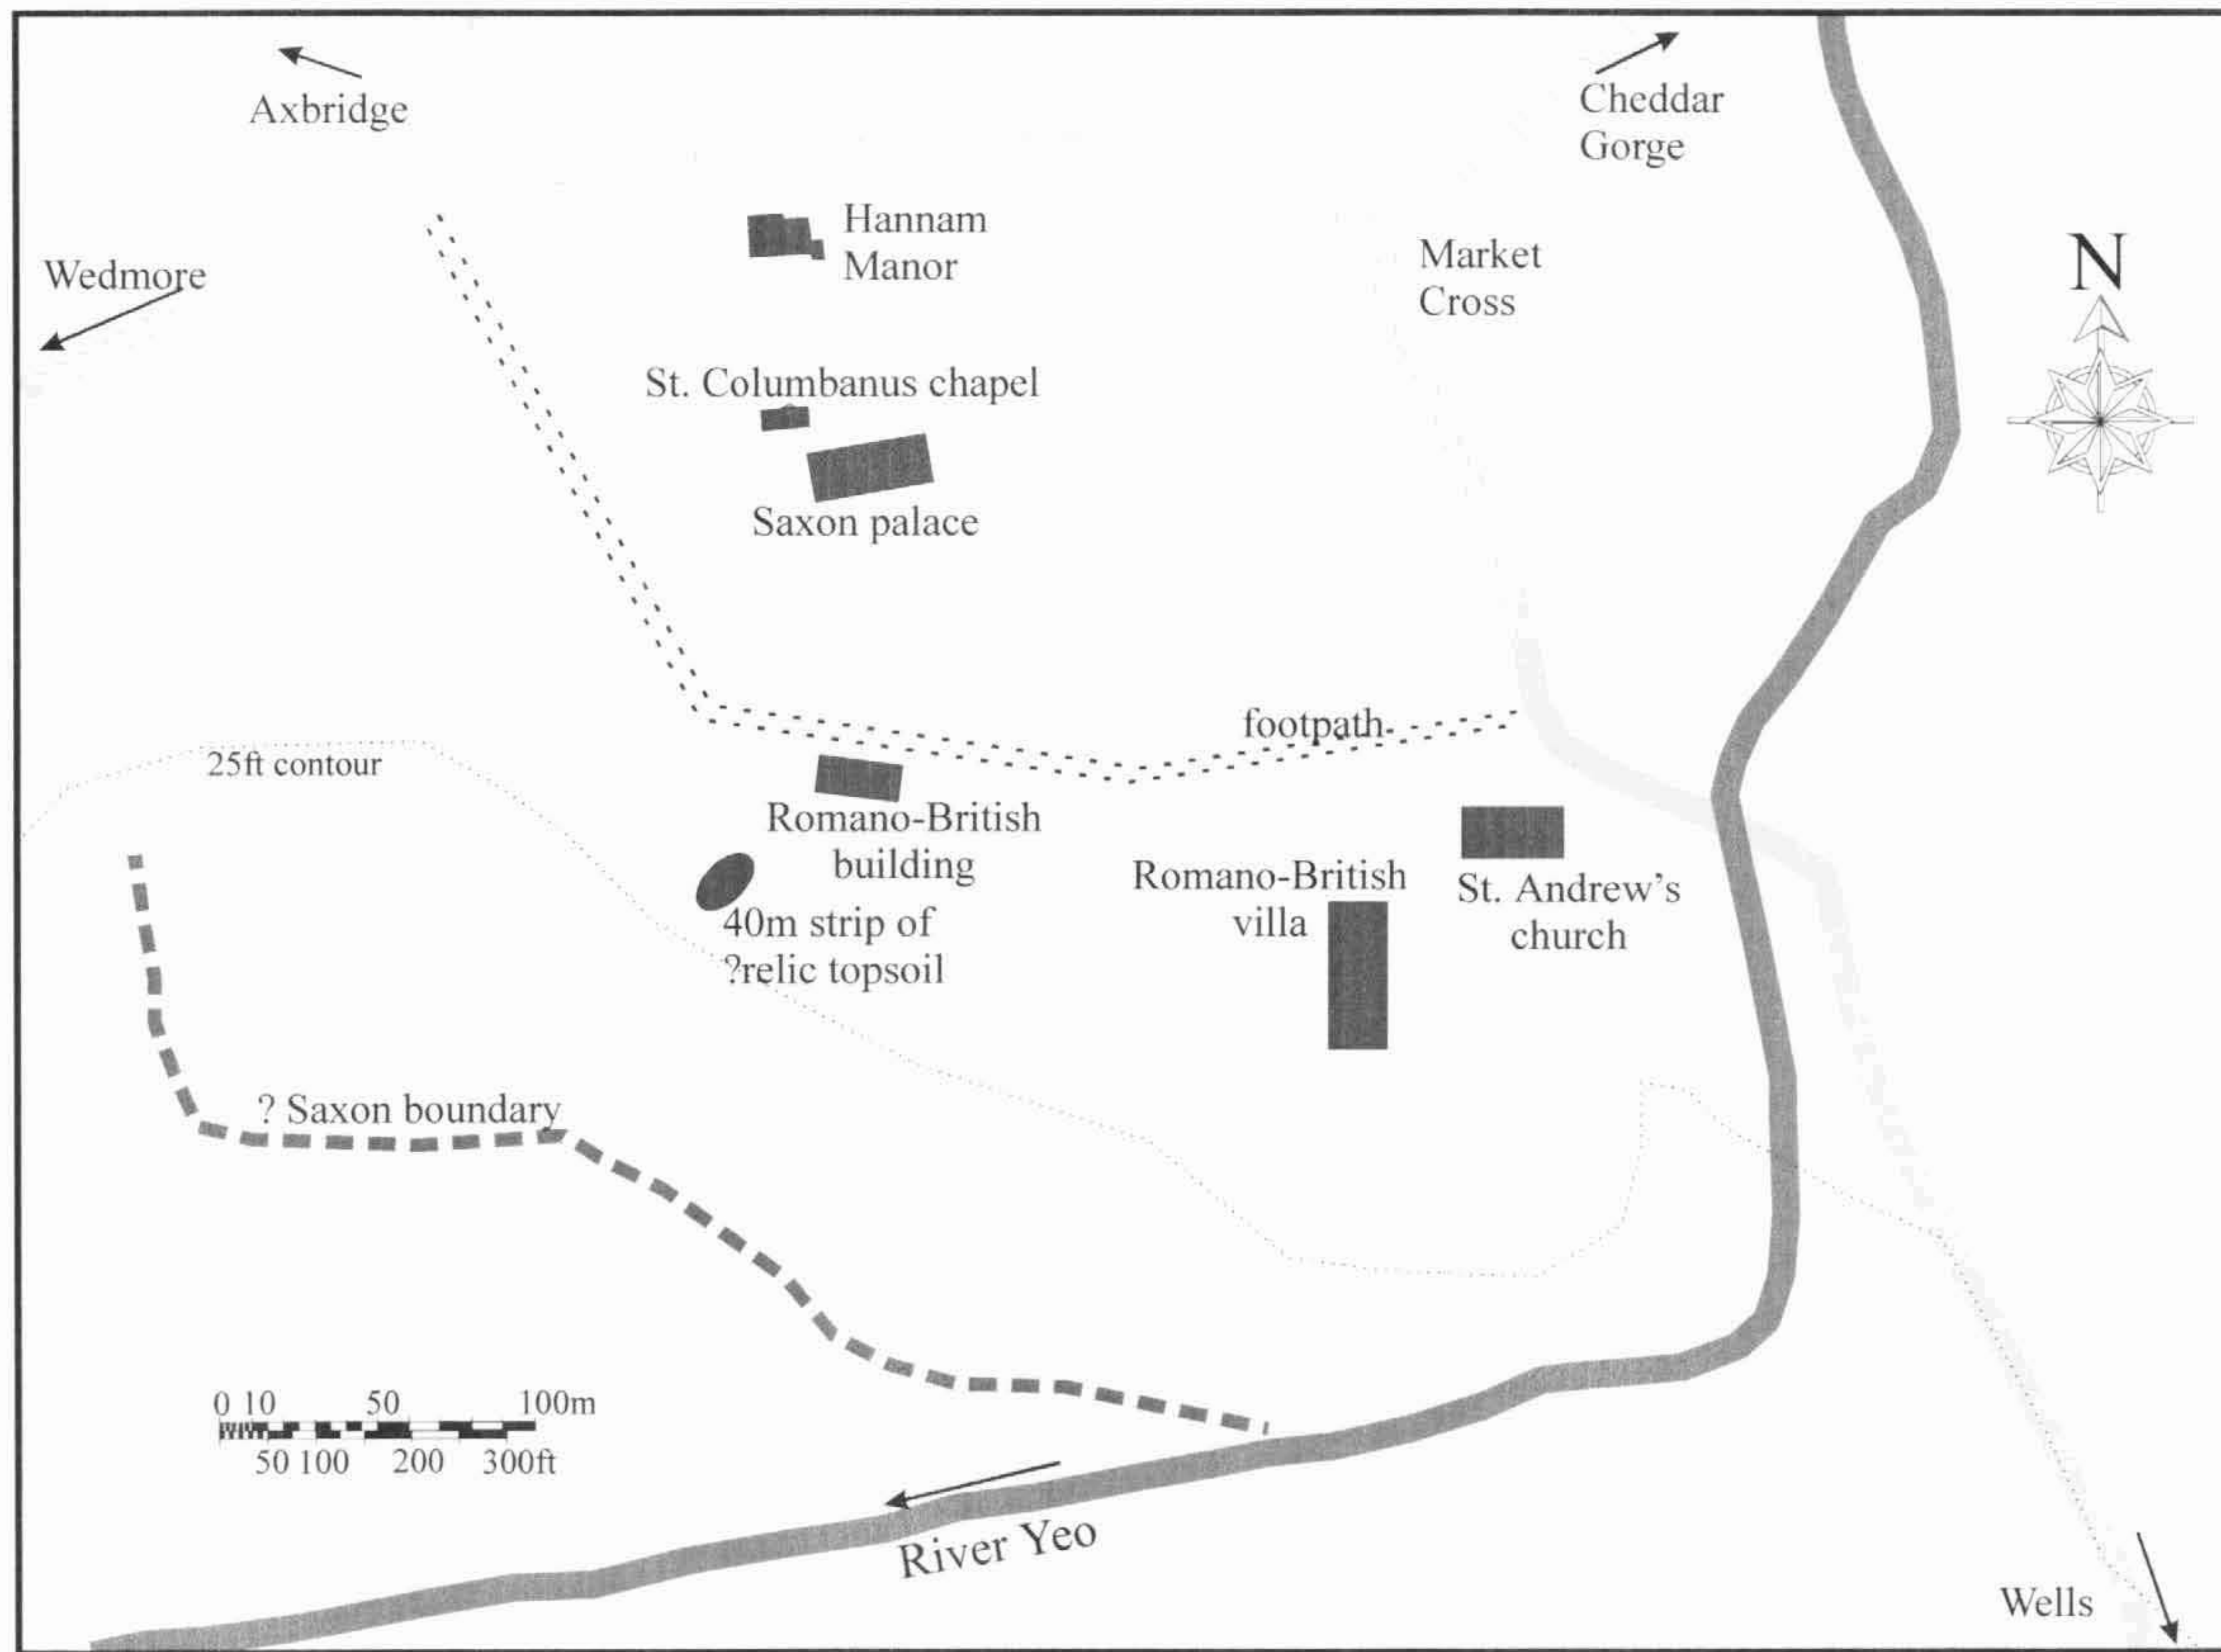 Axbridge
Cheddar
Gorge
Wedmore
Hannam
Manor
Market
Cross
N
St. Columbanus chapel
Saxon palace
footpath
25ft contour
Romano-British
building
40m strip of
?relic topsoil
Romano-British
villa
St. Andrew's
church
? Saxon boundary
0 10 50 100m
50 100 200 300ft
River Yeo
Wells